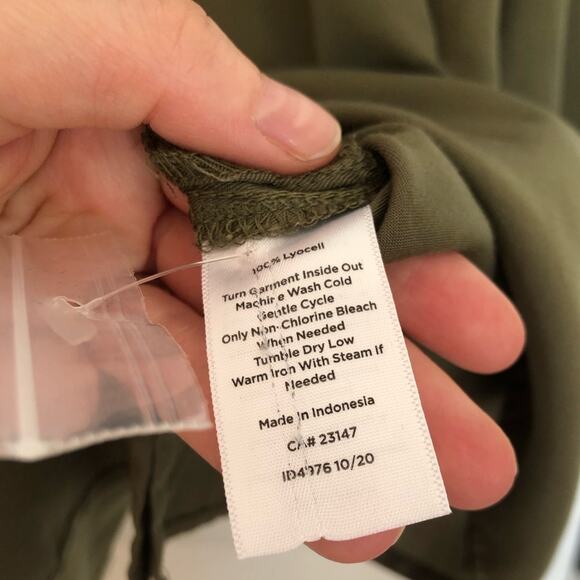 100% Lyocell
Turn Garment Inside Out
Machine Wash Cold
Gentle Cycle
Only Non-Chlorine Bleach
When Needed
Tumble Dry Low
Warm Iron With Steam If
Needed
Made In Indonesia
CA# 23147
ID4976 10/20